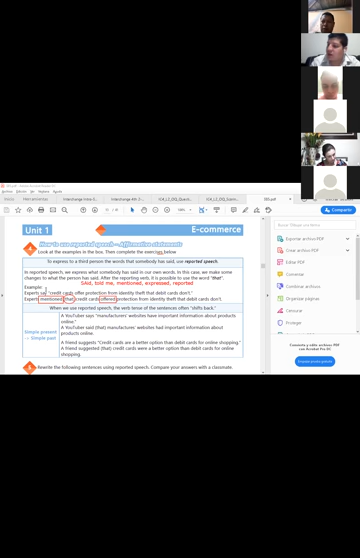 Inicio
Herramientas
353.pdf
Compartir
Unit 1
E-commerce
How to use reported speech – Affirmative statements
Look at the examples in the box. Then complete the exercises below
To express to a third person the words that somebody has said, use reported speech.
In reported speech, we express what somebody said in our own words. In this case, we make some
changes to what the person has said. After the reporting verb, it is possible to use the word "that".
SAid, told me, mentioned, expressed, reported
Example:
Experts say "credit cards offer protection from identity theft that debit cards don't."
Experts mentioned that credit cards offered protection from identity theft that debit cards don't.
When we use reported speech, the verb tense of the sentences often "shifts back."
Simple present
– Simple past
A YouTuber says "manufacturers' websites have important information about products
online."
A YouTuber said (that) manufacturers' websites had important information about
products online.
A friend suggests "Credit cards are a better option than debit cards for online shopping."
A friend suggested (that) credit cards were a better option than debit cards for online
shopping.
Rewrite the following sentences using reported speech. Compare your answers with a classmate.
Exportar archivo PDF
Crear archivo PDF
Editar PDF
Comentar
Combinar archivos
Organizar páginas
Censurar
Proteger